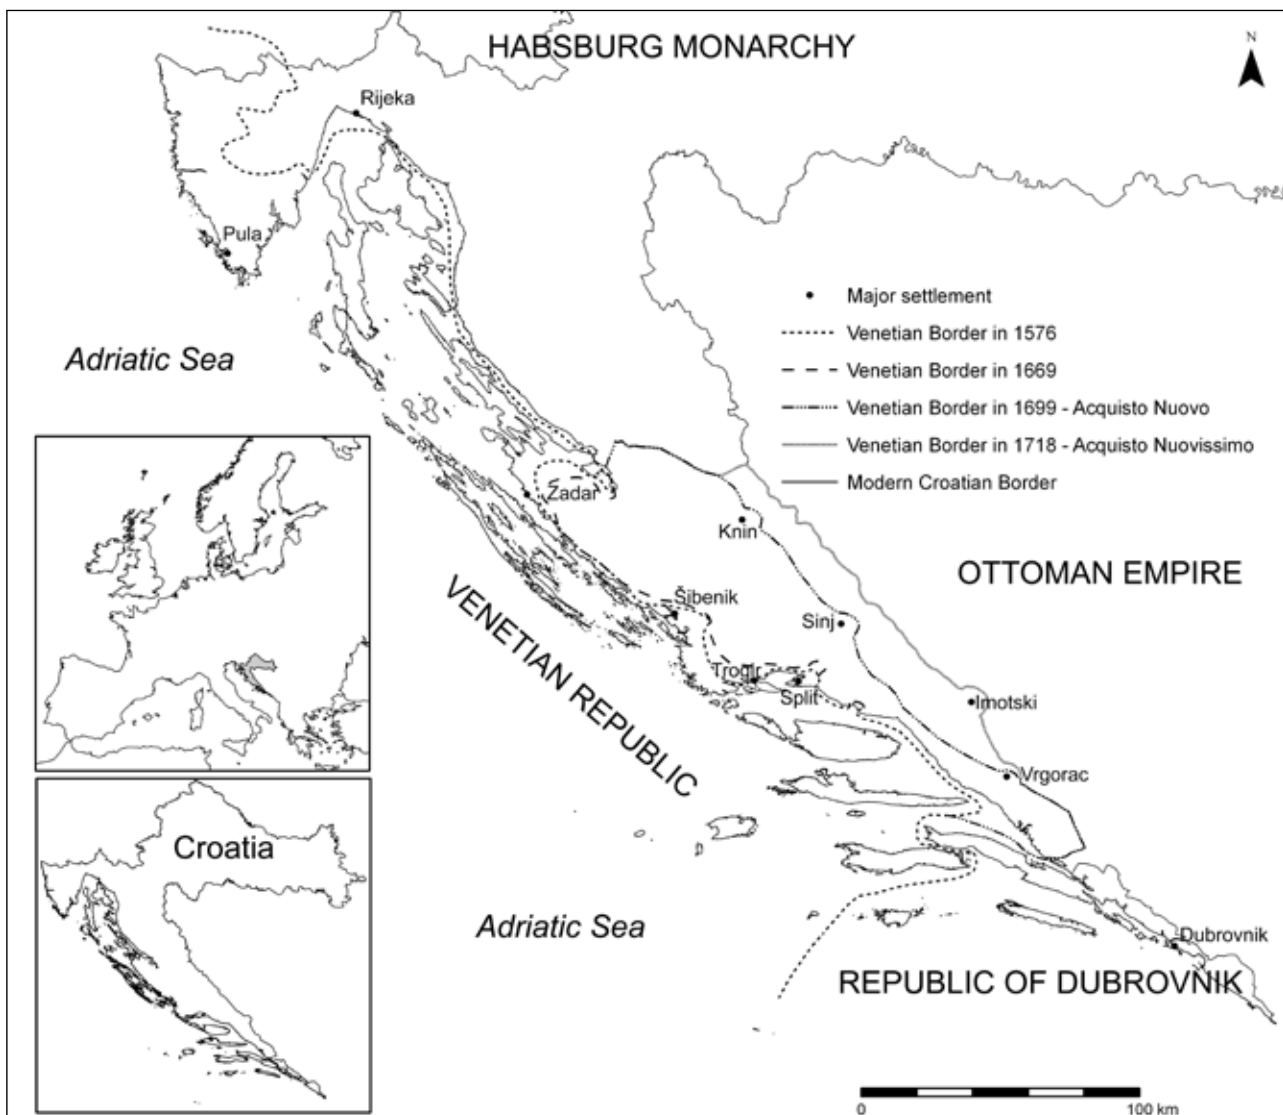 HABSBURG MONARCHY
N
Rijeka
Pula
Major settlement
Venetian Border in 1576
Adriatic Sea
Venetian Border in 1669
Venetian Border in 1699 - Acquisto Nuovo
Venetian Border in 1718 - Acquisto Nuovissimo
Modern Croatian Border
Zadar
Knin
OTTOMAN EMPIRE
VENETIAN REPUBLIC
Šibenik
Sinj
Trogir
Split
Imotski
Vrgorac
Croatia
Adriatic Sea
Dubrovnik
REPUBLIC OF DUBROVNIK
0
100 km